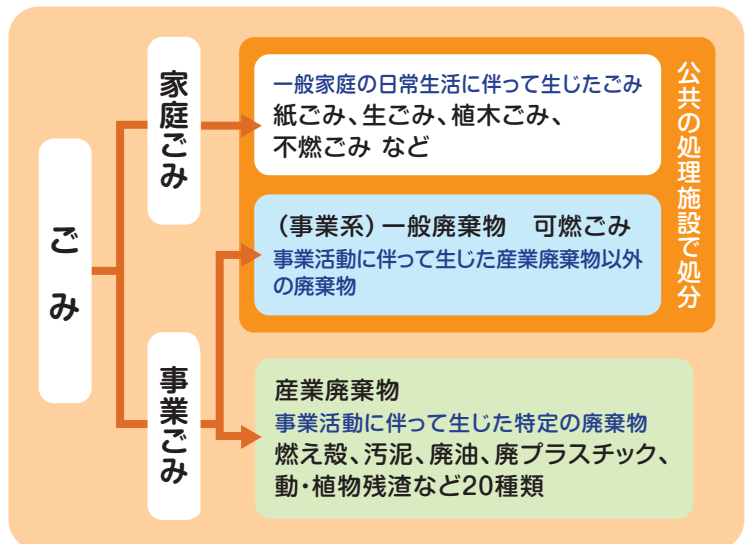 ごみ
家庭ごみ
一般家庭の日常生活に伴って生じたごみ
紙ごみ、生ごみ、植木ごみ、
不燃ごみ など
（事業系）一般廃棄物　可燃ごみ
事業活動に伴って生じた産業廃棄物以外
の廃棄物
公共の処理施設で処分
事業ごみ
産業廃棄物
事業活動に伴って生じた特定の廃棄物
燃え殻、汚泥、廃油、廃プラスチック、
動・植物残渣など20種類